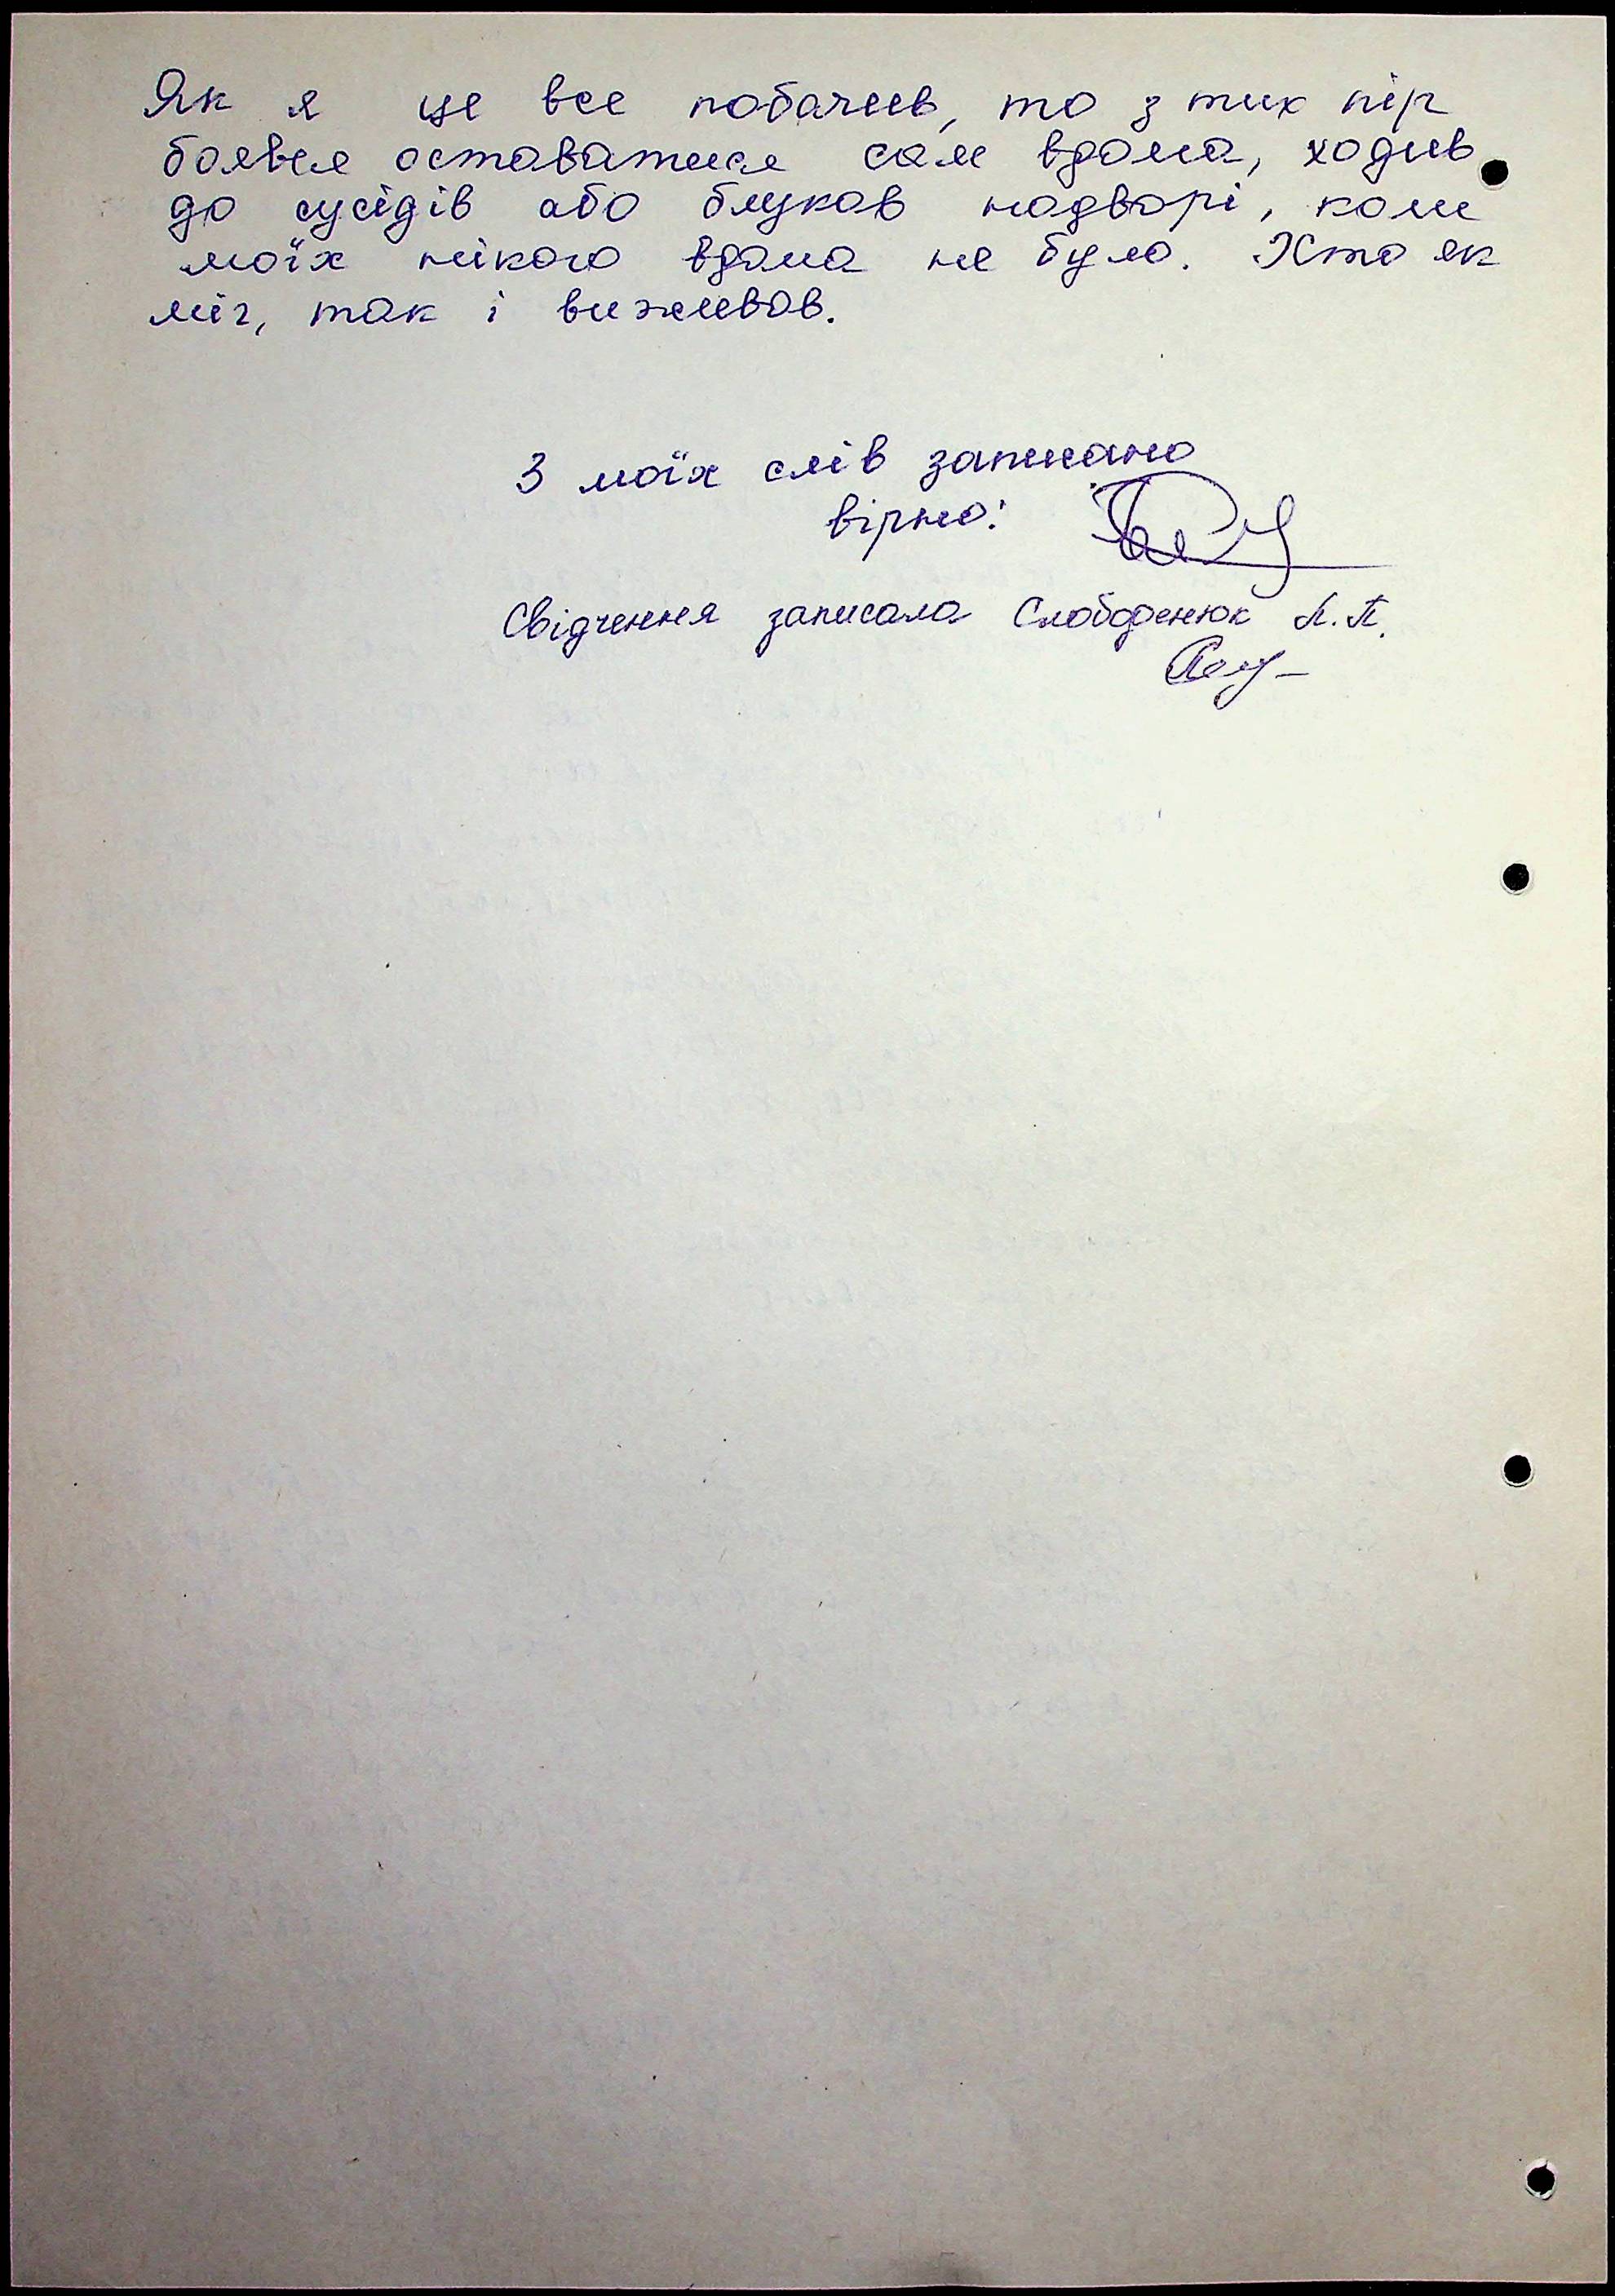 Як я це все побачив, то з тих пір
боявся оставатися сам вдома, ходив
до сусідів або блукав надворі, коли
моїх нікого вдома не було. Хто як
міг, так і виживав.
З моїх слів записано
вірно:
Свідчення записала Слободенюк Л.П.